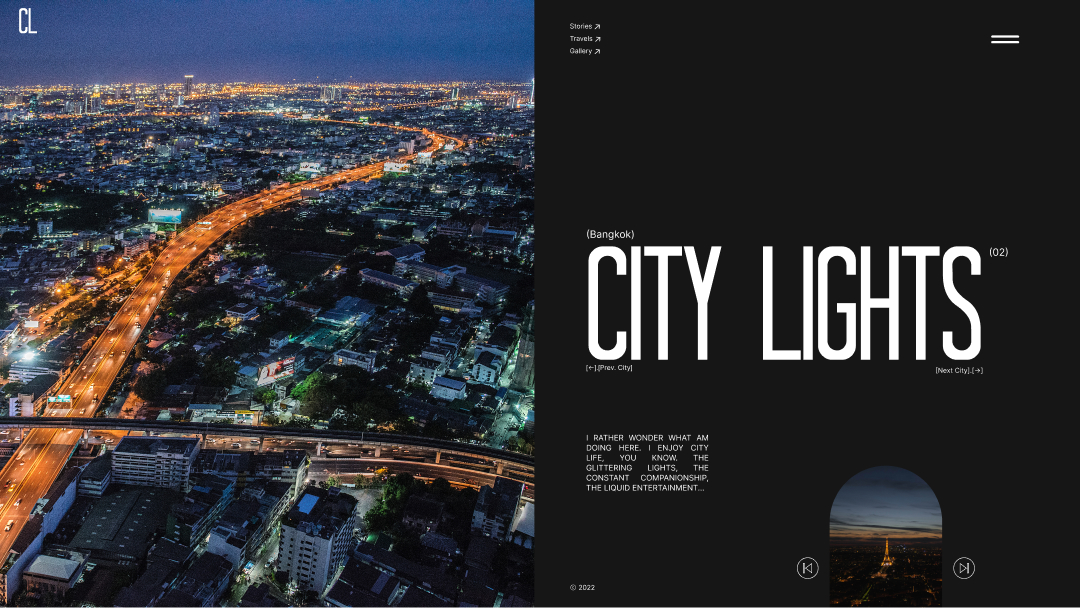 CL
Stories ↗
Travels ↗
Gallery ↗
(Bangkok)
CITY LIGHTS
(02)
[←].[Prev. City]
[Next City].[→]
I RATHER WONDER WHAT AM
DOING HERE. I ENJOY CITY
LIFE, YOU KNOW. THE
GLITTERING LIGHTS, THE
CONSTANT COMPANIONSHIP,
THE LIQUID ENTERTAINMENT...
© 2022